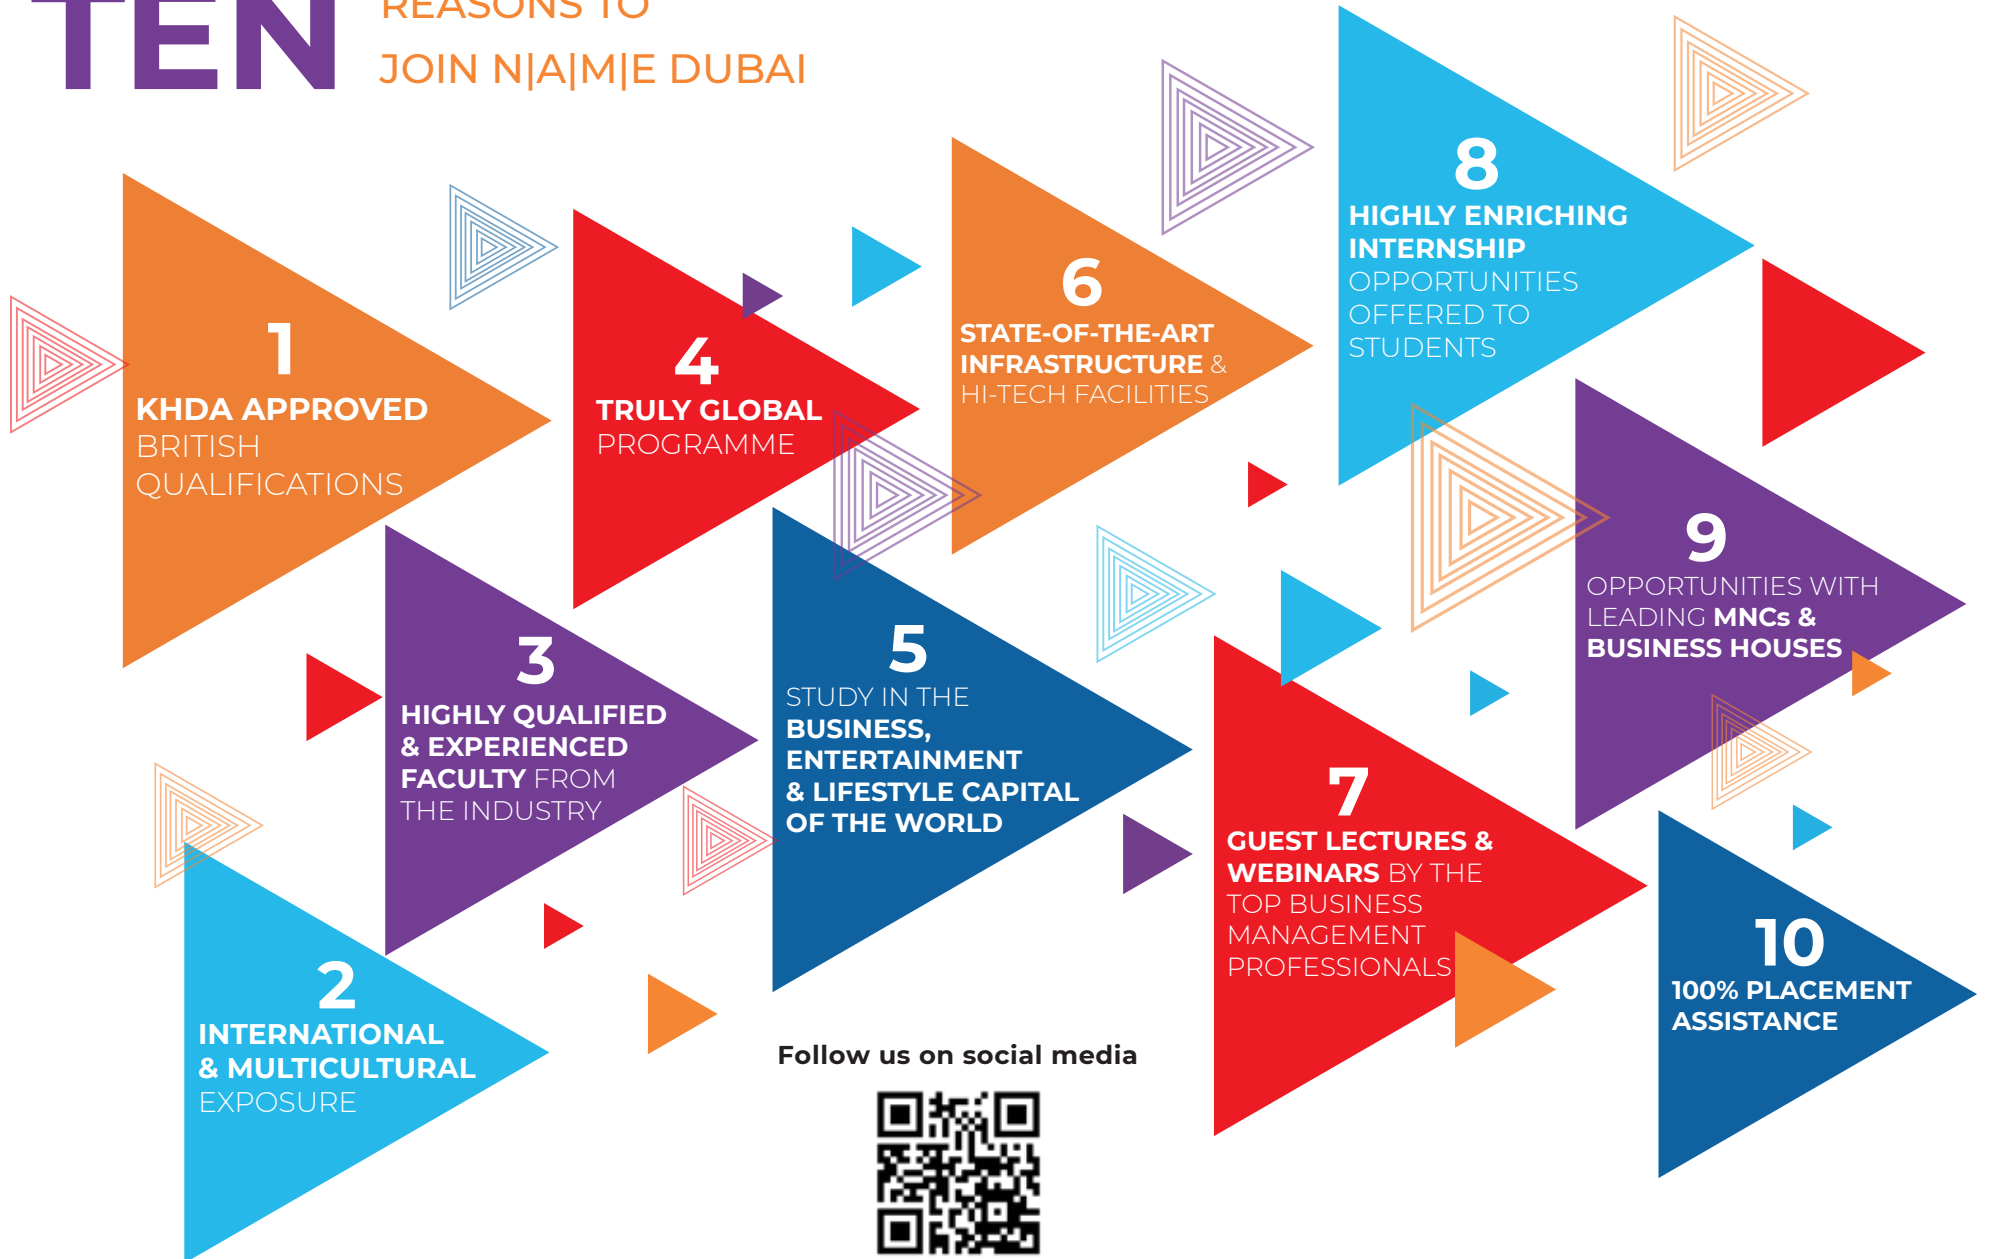 TEN
REASONS TO
JOIN N|A|M|E DUBAI
1
KHDA APPROVED
BRITISH
QUALIFICATIONS
2
INTERNATIONAL
& MULTICULTURAL
EXPOSURE
3
HIGHLY QUALIFIED
& EXPERIENCED
FACULTY FROM
THE INDUSTRY
4
TRULY GLOBAL
PROGRAMME
5
STUDY IN THE
BUSINESS,
ENTERTAINMENT
& LIFESTYLE CAPITAL
OF THE WORLD
6
STATE-OF-THE-ART
INFRASTRUCTURE &
HI-TECH FACILITIES
7
GUEST LECTURES &
WEBINARS BY THE
TOP BUSINESS
MANAGEMENT
PROFESSIONALS
8
HIGHLY ENRICHING
INTERNSHIP
OPPORTUNITIES
OFFERED TO
STUDENTS
9
OPPORTUNITIES WITH
LEADING MNCs &
BUSINESS HOUSES
10
100% PLACEMENT
ASSISTANCE
Follow us on social media